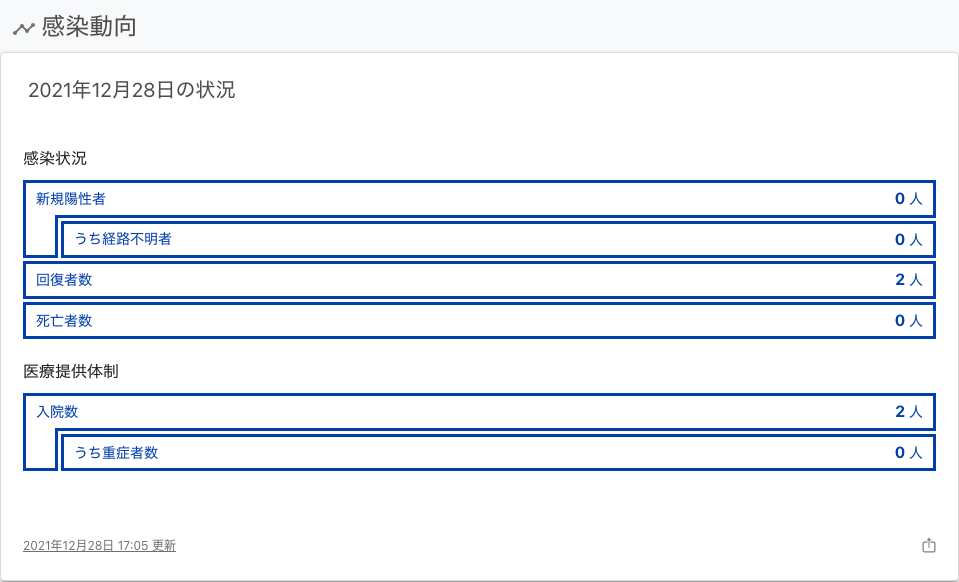 感染動向
2021年12月28日の状況
感染状況
新規陽性者 0 人
うち経路不明者 0 人
回復者数 2 人
死亡者数 0 人
医療提供体制
入院数 2 人
うち重症者数 0 人
2021年12月28日 17:05 更新